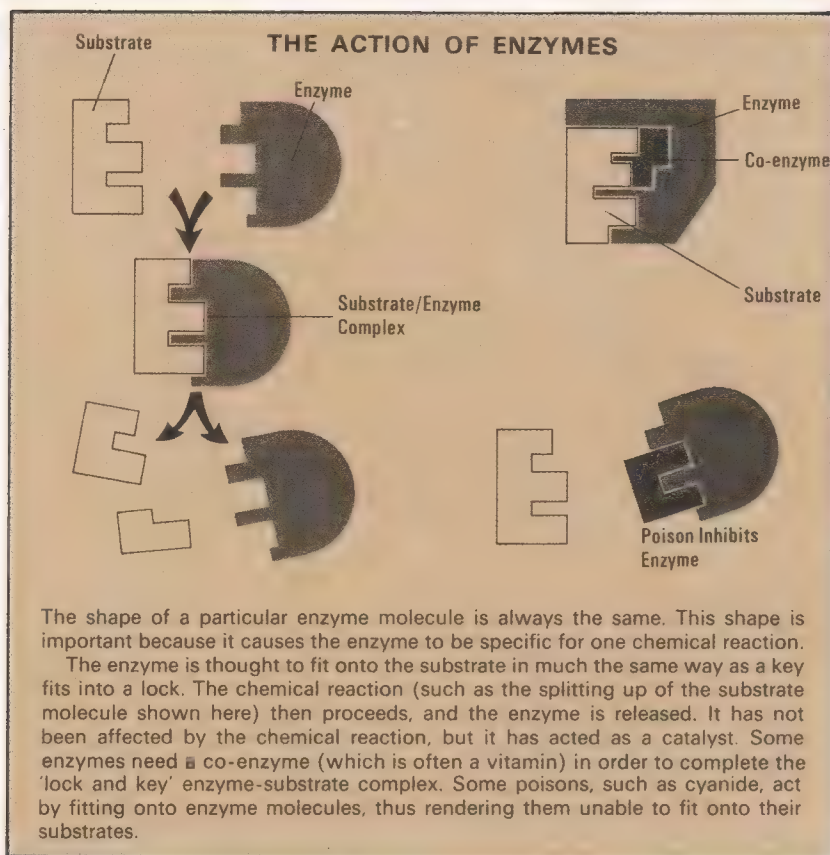 THE ACTION OF ENZYMES
Substrate
Enzyme
Enzyme
Co-enzyme
Substrate
Substrate/Enzyme
Complex
Poison Inhibits
Enzyme
The shape of a particular enzyme molecule is always the same. This shape is
important because it causes the enzyme to be specific for one chemical reaction.
The enzyme is thought to fit onto the substrate in much the same way as a key
fits into a lock. The chemical reaction (such as the splitting up of the substrate
molecule shown here) then proceeds, and the enzyme is released. It has not
been affected by the chemical reaction, but it has acted as a catalyst. Some
enzymes need a co-enzyme (which is often a vitamin) in order to complete the
'lock and key' enzyme-substrate complex. Some poisons, such as cyanide, act
by fitting onto enzyme molecules, thus rendering them unable to fit onto their
substrates.